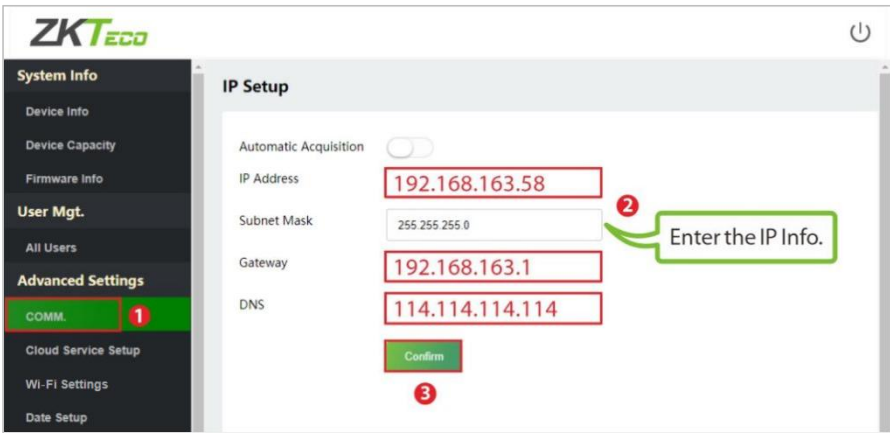 ZKTeco
System Info
Device Info
Device Capacity
Firmware Info
User Mgt.
All Users
Advanced Settings
COMM.
1
Cloud Service Setup
Wi-Fi Settings
Date Setup
IP Setup
Automatic Acquisition
IP Address
192.168.163.58
2
Subnet Mask
255.255.255.0
Enter the IP Info.
Gateway
192.168.163.1
DNS
114.114.114.114
Confirm
3